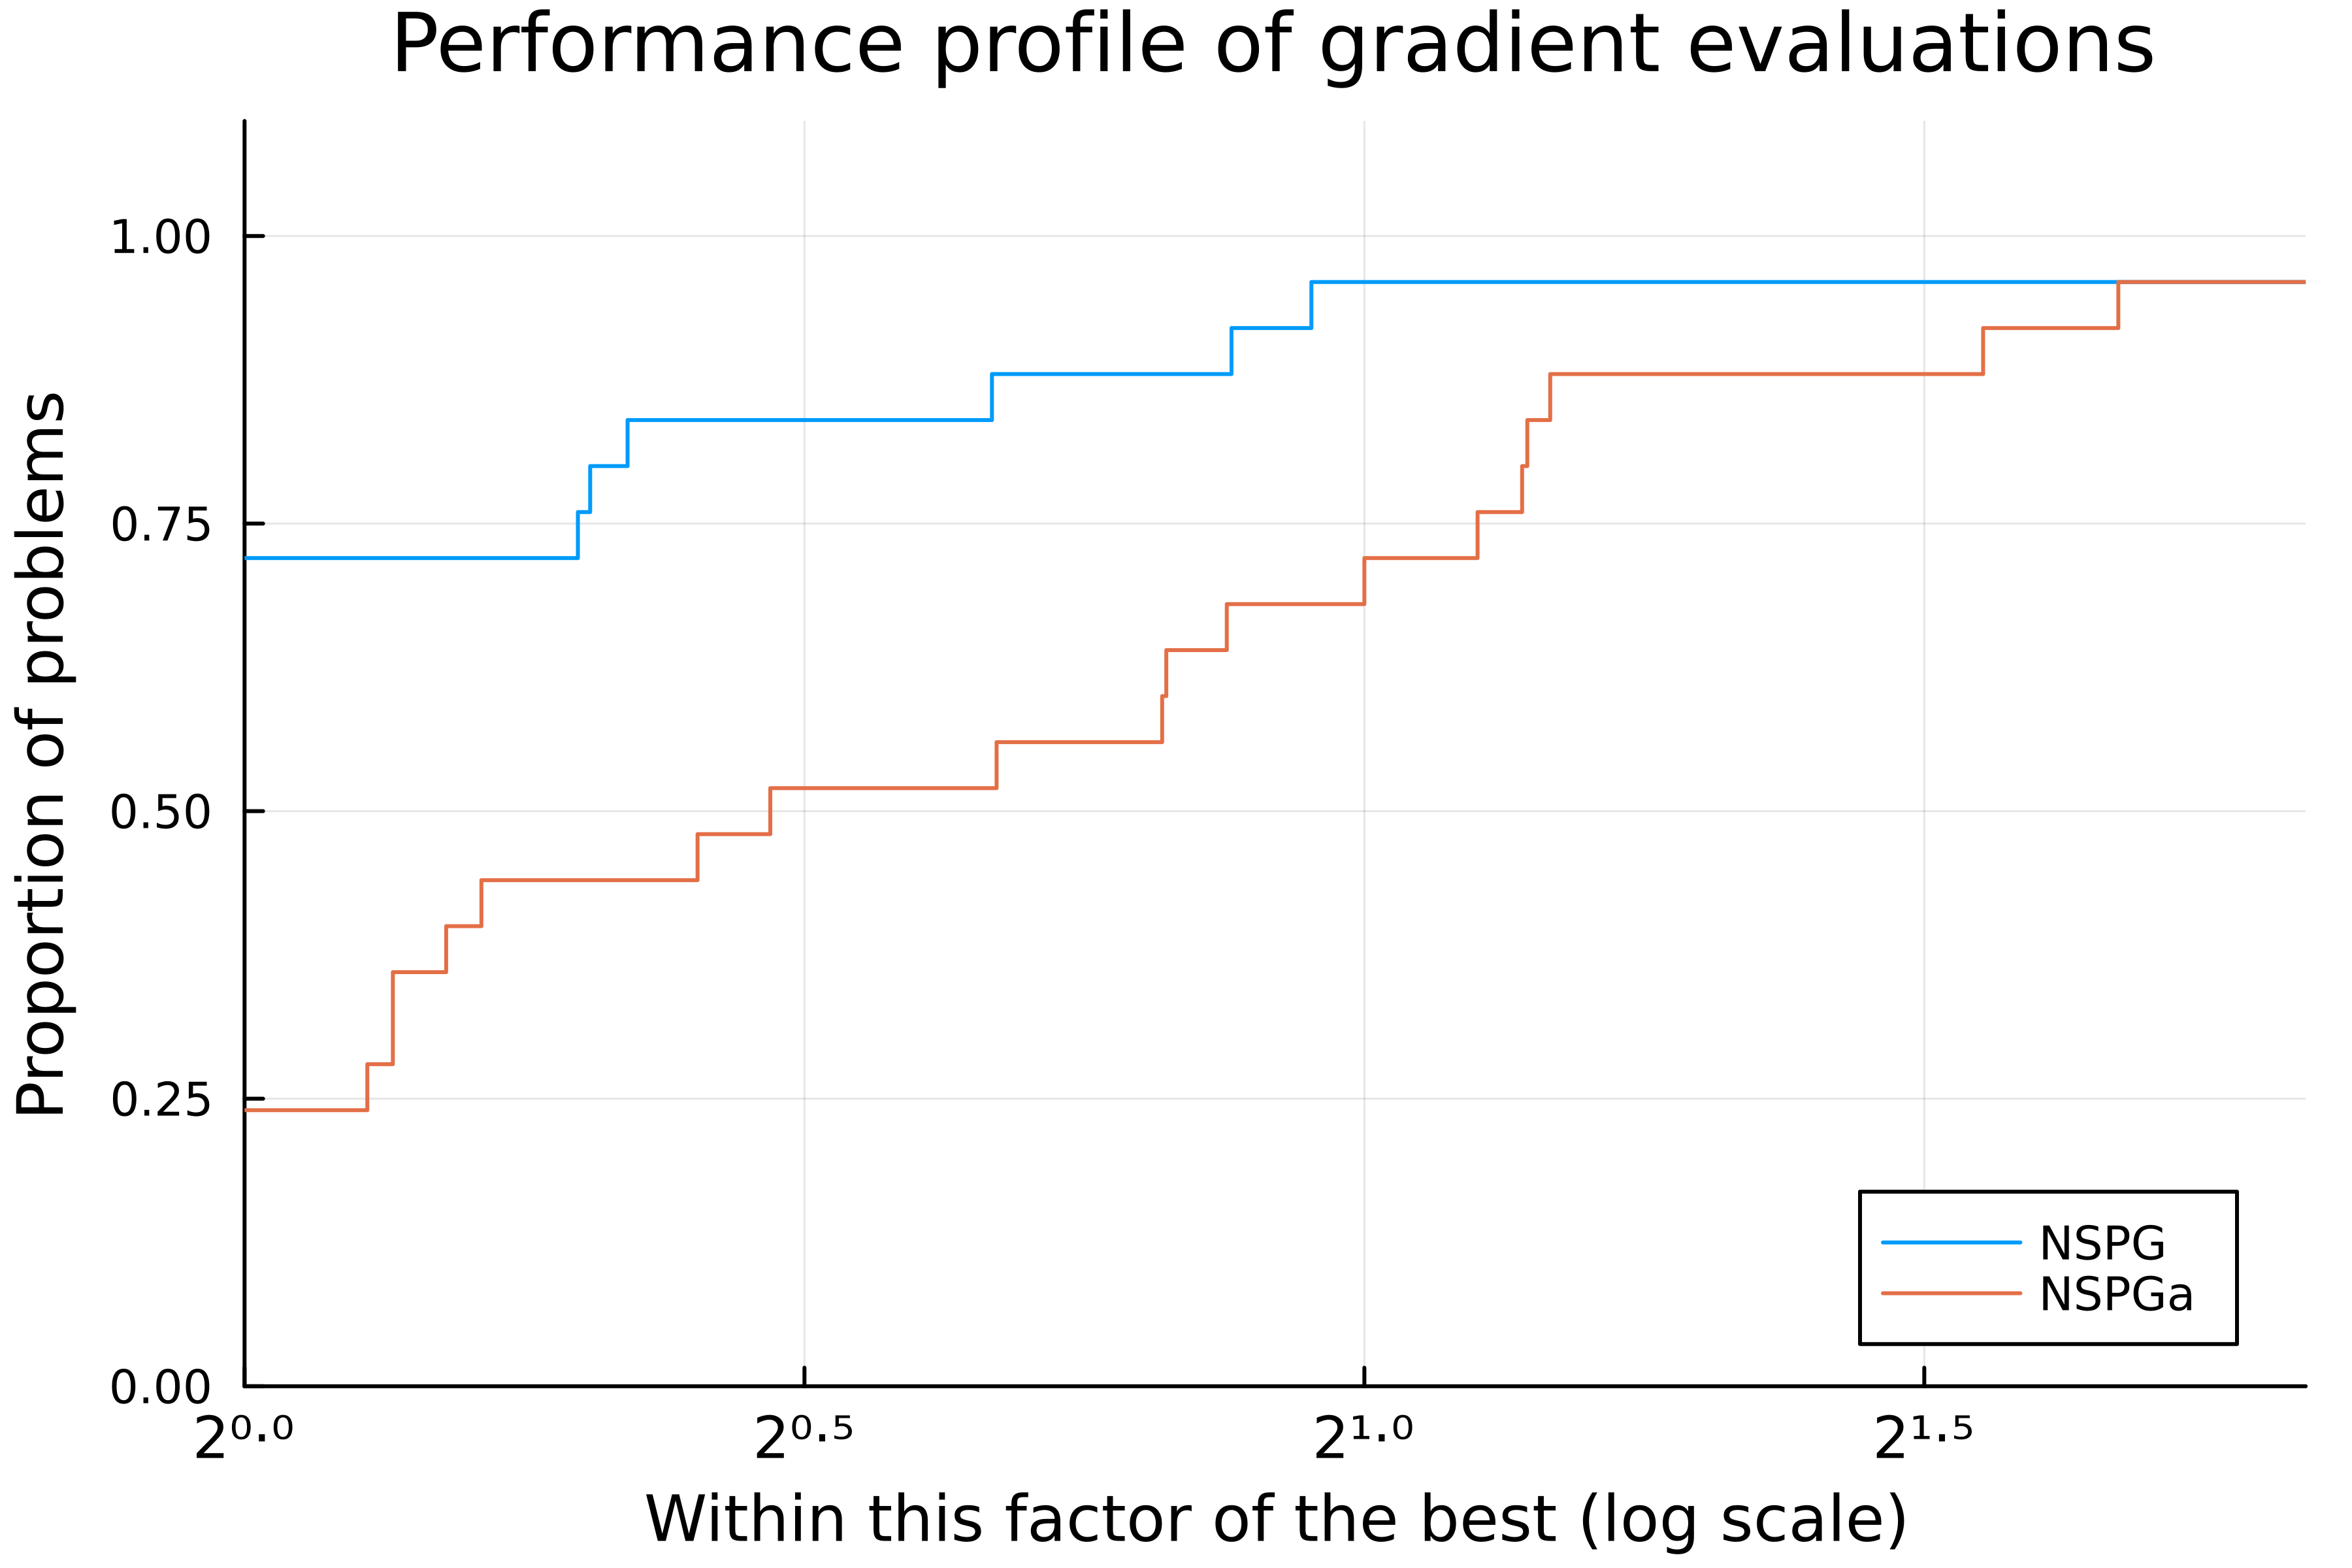 Performance profile of gradient evaluations
Proportion of problems
1.00
0.75
0.50
0.25
0.00
2⁰·⁰ 2⁰·⁵ 2¹·⁰ 2¹·⁵
Within this factor of the best (log scale)
NSPG
NSPGa